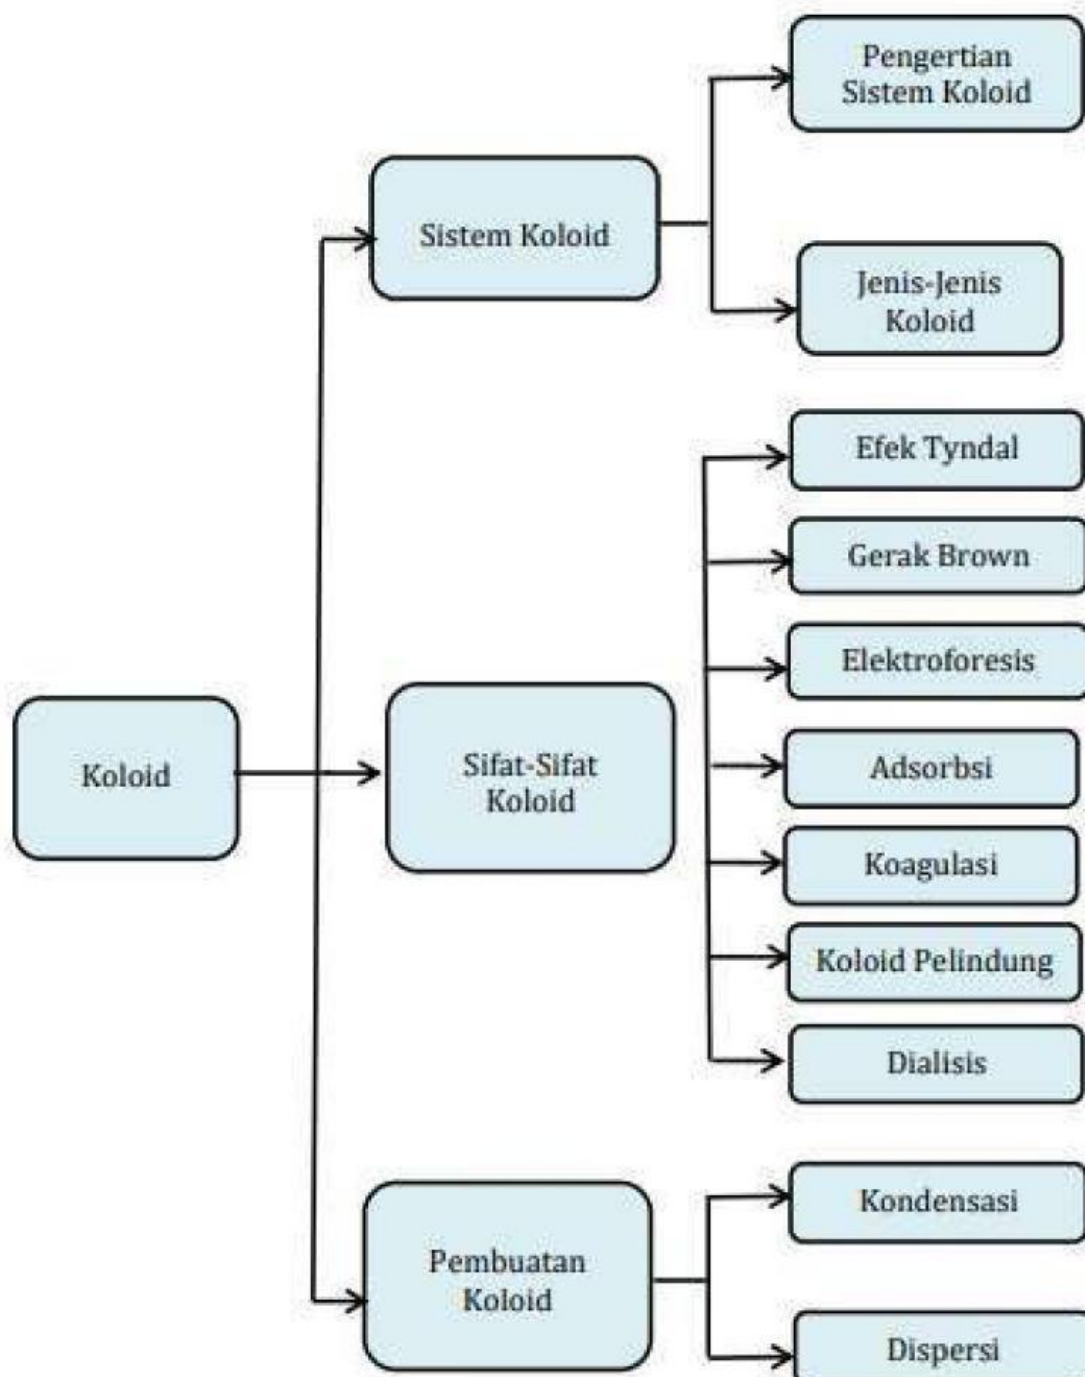 Pengertian
Sistem Koloid
Sistem Koloid
Jenis-Jenis
Koloid
Efek Tyndal
Gerak Brown
Elektroforesis
Koloid
Sifat-Sifat
Koloid
Adsorbsi
Koagulasi
Koloid Pelindung
Dialisis
Kondensasi
Pembuatan
Koloid
Dispersi